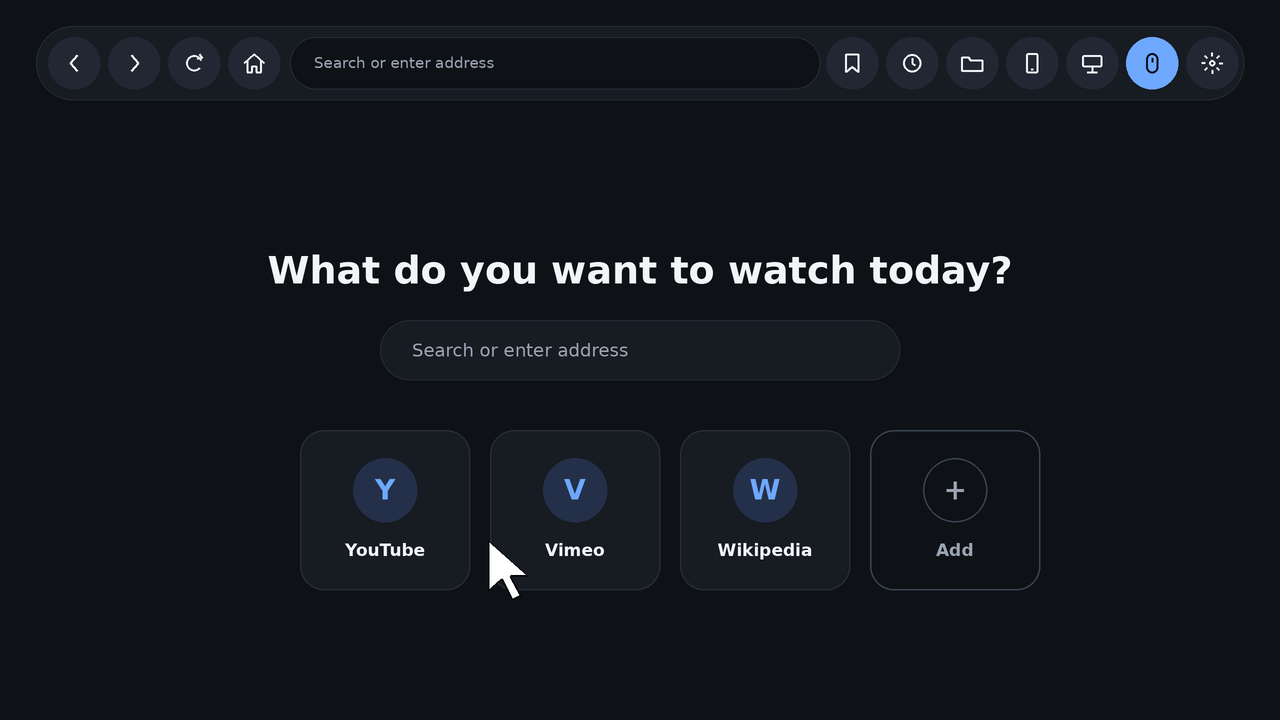 Search or enter address
What do you want to watch today?
Search or enter address
Y V W +
YouTube Vimeo Wikipedia Add